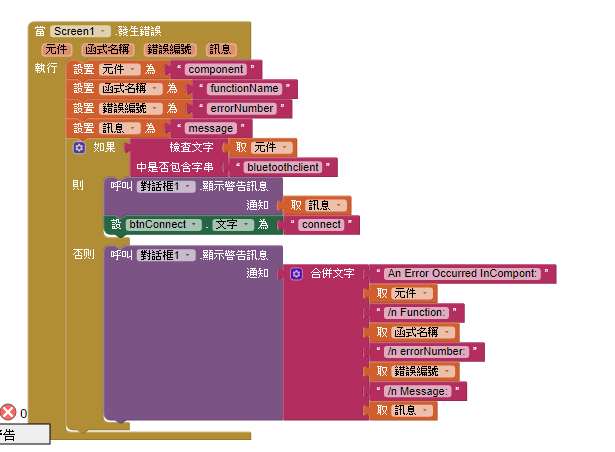 當 Screen1 .發生錯誤
元件 函式名稱 錯誤編號 訊息
執行 設置 元件 為 " component "
設置 函式名稱 為 " functionName "
設置 錯誤編號 為 " errorNumber "
設置 訊息 為 " message "
如果 檢查文字 取 元件
中是否包含字串 " bluetoothclient "
則 呼叫 對話框1 .顯示警告訊息
通知 取 訊息
設 btnConnect . 文字 為 " connect "
否則 呼叫 對話框1 .顯示警告訊息
通知 合併文字 " An Error Occurred InCompont: "
取 元件
" /n Function: "
取 函式名稱
" /n errorNumber: "
取 錯誤編號
" /n Message: "
取 訊息
0
告